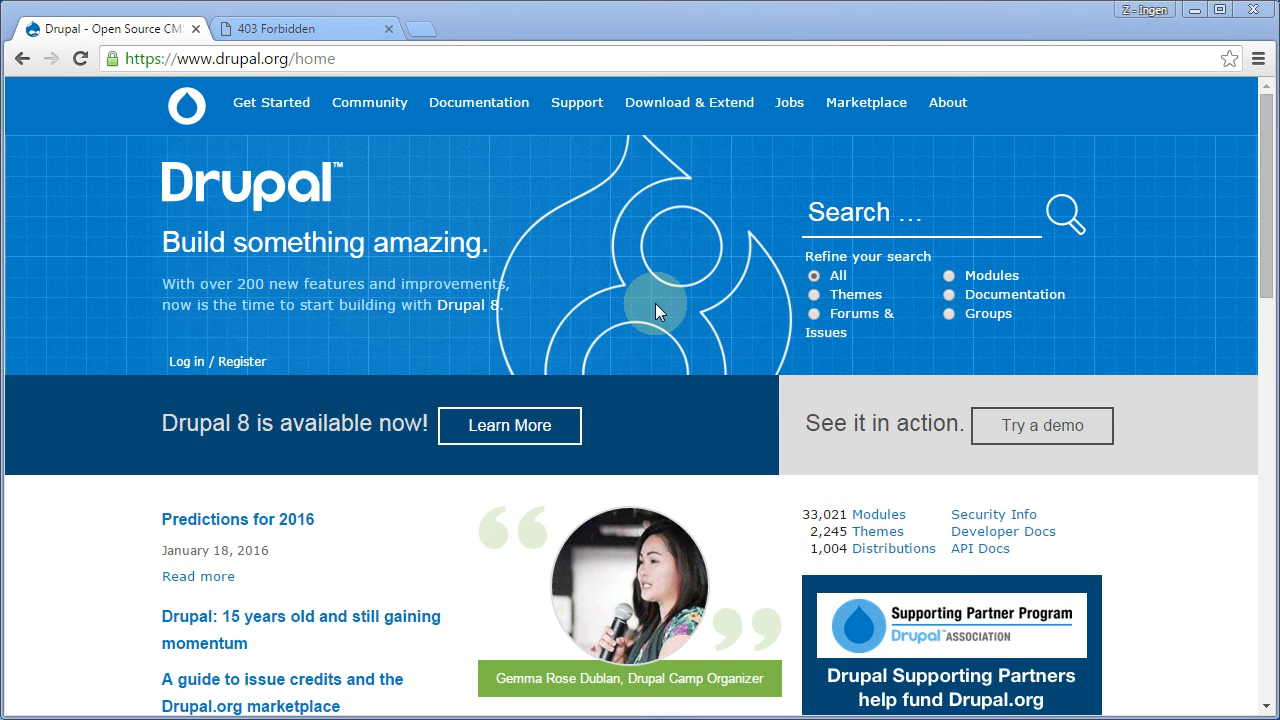 Z - Ingen
Drupal - Open Source CM
403 Forbidden
https://www.drupal.org/home
Get Started Community Documentation Support Download & Extend Jobs Marketplace About
Drupal™
Build something amazing.
With over 200 new features and improvements,
now is the time to start building with Drupal 8.
Log in / Register
Search ...
Refine your search
All Modules
Themes Documentation
Forums & Groups
Issues
Drupal 8 is available now! Learn More
See it in action. Try a demo
Predictions for 2016
January 18, 2016
Read more
Drupal: 15 years old and still gaining
momentum
A guide to issue credits and the
Drupal.org marketplace
Gemma Rose Dublan, Drupal Camp Organizer
33,021 Modules Security Info
2,245 Themes Developer Docs
1,004 Distributions API Docs
Supporting Partner Program
Drupal™ ASSOCIATION
Drupal Supporting Partners
help fund Drupal.org